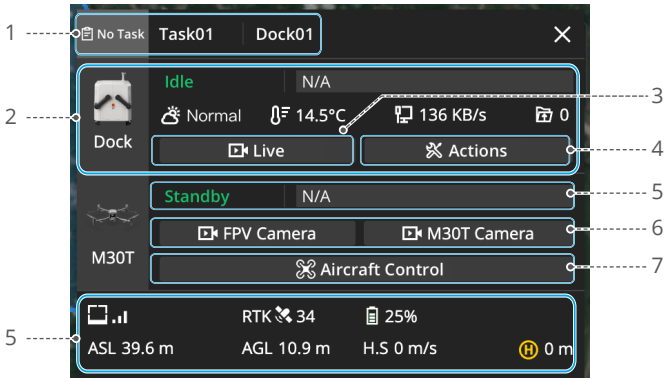 1 No Task Task01 Dock01
2 Idle N/A 3
Normal 14.5°C 136 KB/s 0
Dock Live Actions 4
Standby N/A 5
FPV Camera M30T Camera 6
M30T Aircraft Control 7
RTK 34 25%
5 ASL 39.6 m AGL 10.9 m H.S 0 m/s H 0 m